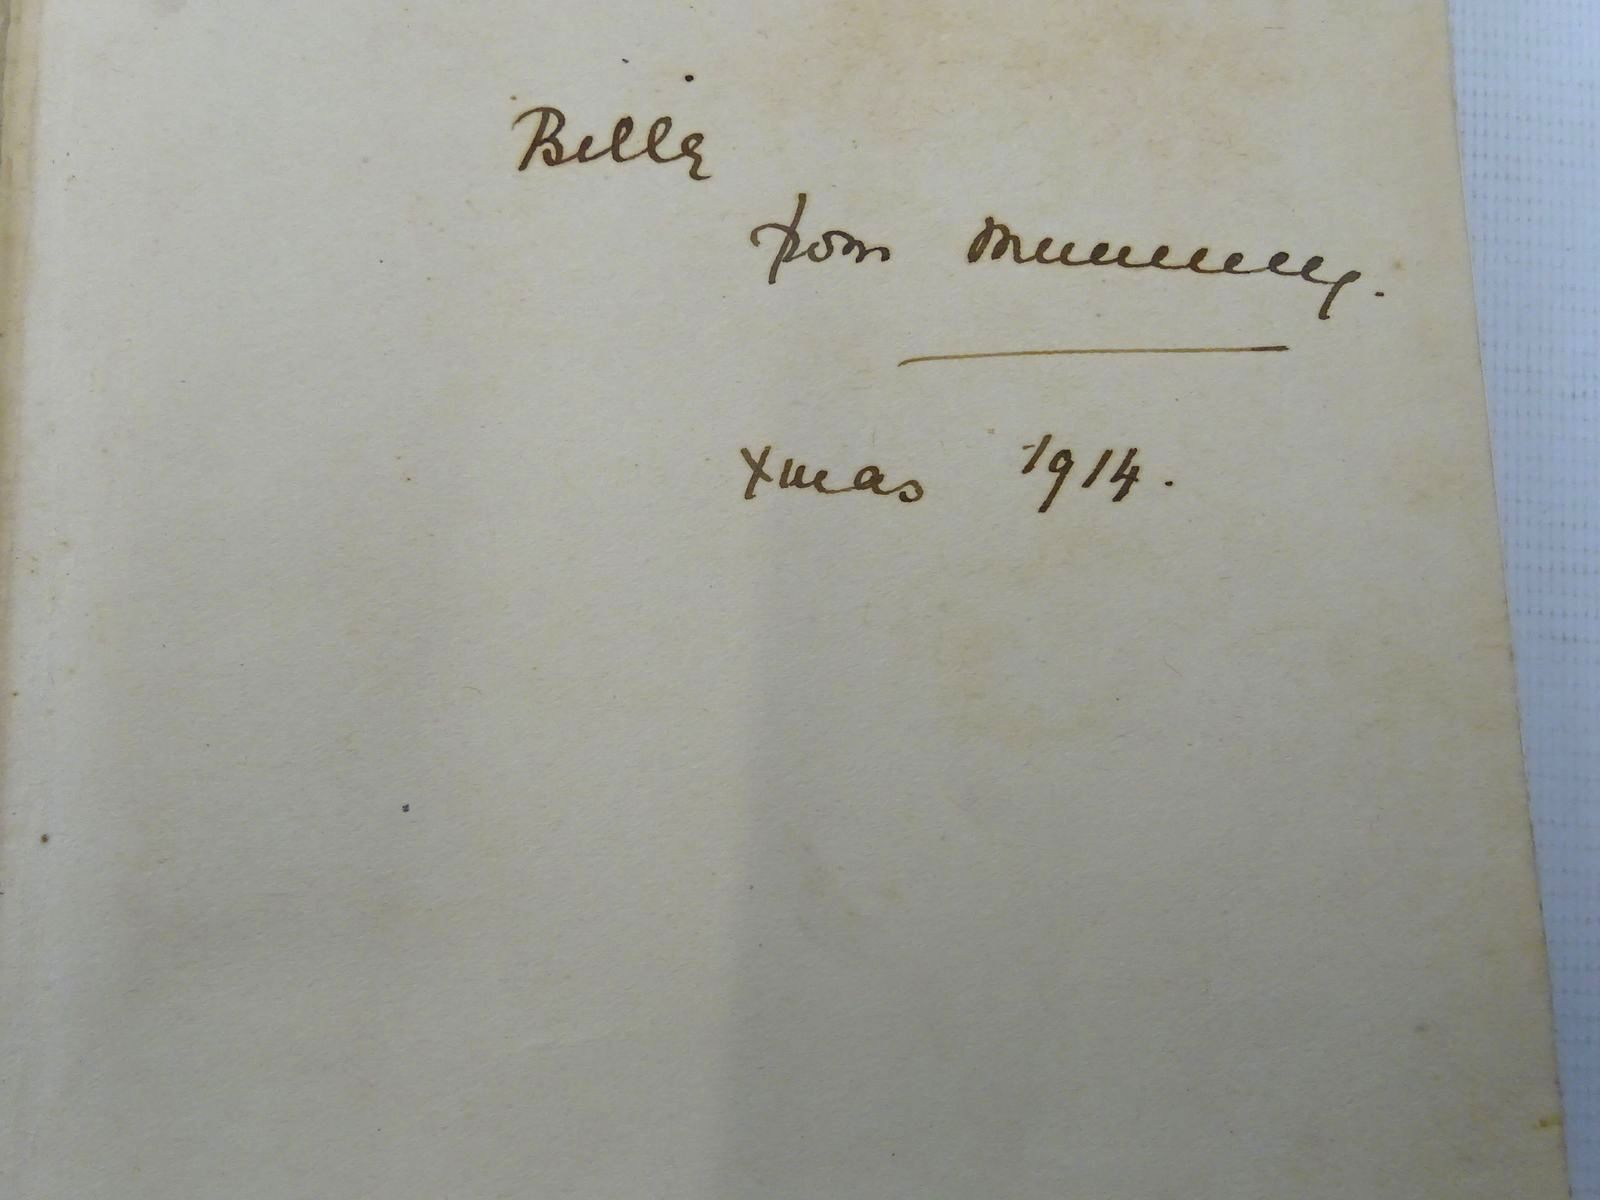 Billy
from Mummy.
Xmas 1914.